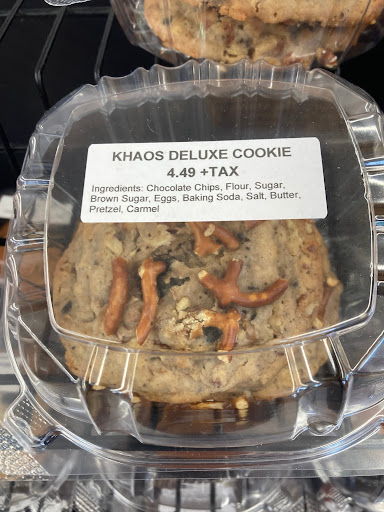 KHAOS DELUXE COOKIE
4.49 +TAX
Ingredients: Chocolate Chips, Flour, Sugar,
Brown Sugar, Eggs, Baking Soda, Salt, Butter,
Pretzel, Carmel